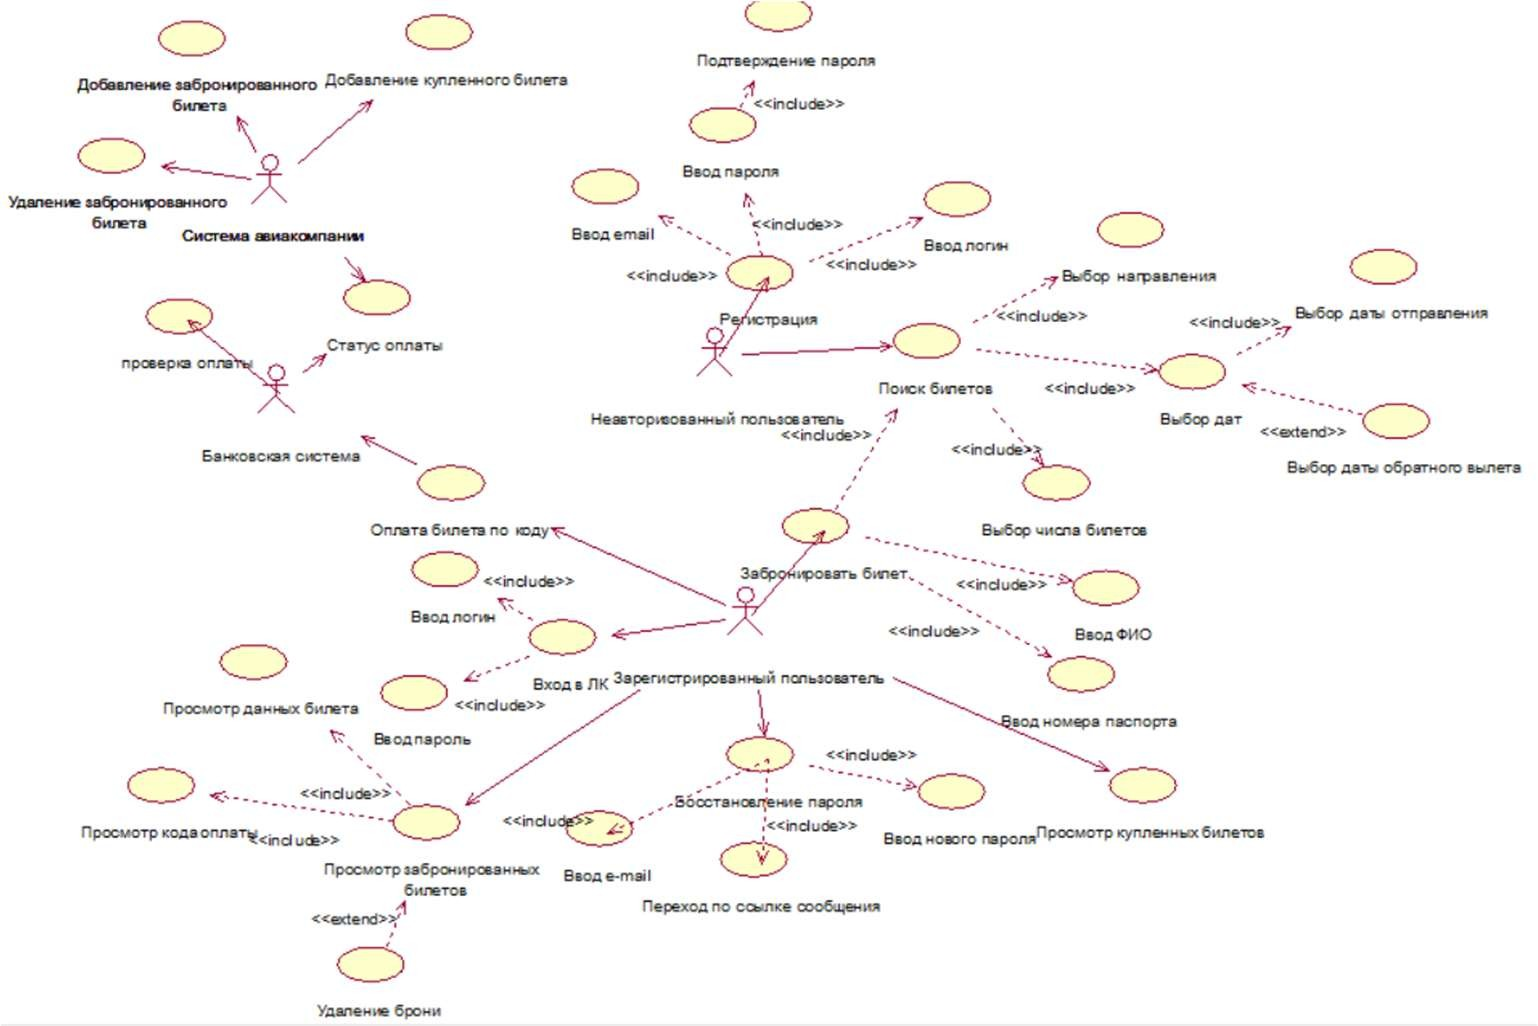 Подтверждение пароля
Добавление забронированного
билета
Добавление купленного билета
<<include>>
Ввод пароля
Удаление забронированного
билета
Система авиакомпании
Ввод email
<<include>>
Ввод логин
<<include>>
<<include>>
Выбор направления
Регистрация
<<include>>
<<include>>
Выбор даты отправления
Статус оплаты
проверка оплаты
Поиск билетов
<<include>>
Выбор дат
Неавторизованный пользователь
<<include>>
<<include>>
<<extend>>
Выбор даты обратного вылета
Банковская система
Оплата билета по коду
Выбор числа билетов
Забронировать билет
<<include>>
<<include>>
Ввод логин
<<include>>
Ввод ФИО
Вход в ЛК
Зарегистрированный пользователь
Просмотр данных билета
<<include>>
Ввод пароль
Ввод номера паспорта
<<include>>
<<include>>
Восстановление пароля
Просмотр кода оплаты
<<include>>
<<include>>
<<include>>
Ввод нового пароля
Просмотр купленных билетов
Просмотр забронированных
билетов
Ввод e-mail
Переход по ссылке сообщения
<<extend>>
Удаление брони